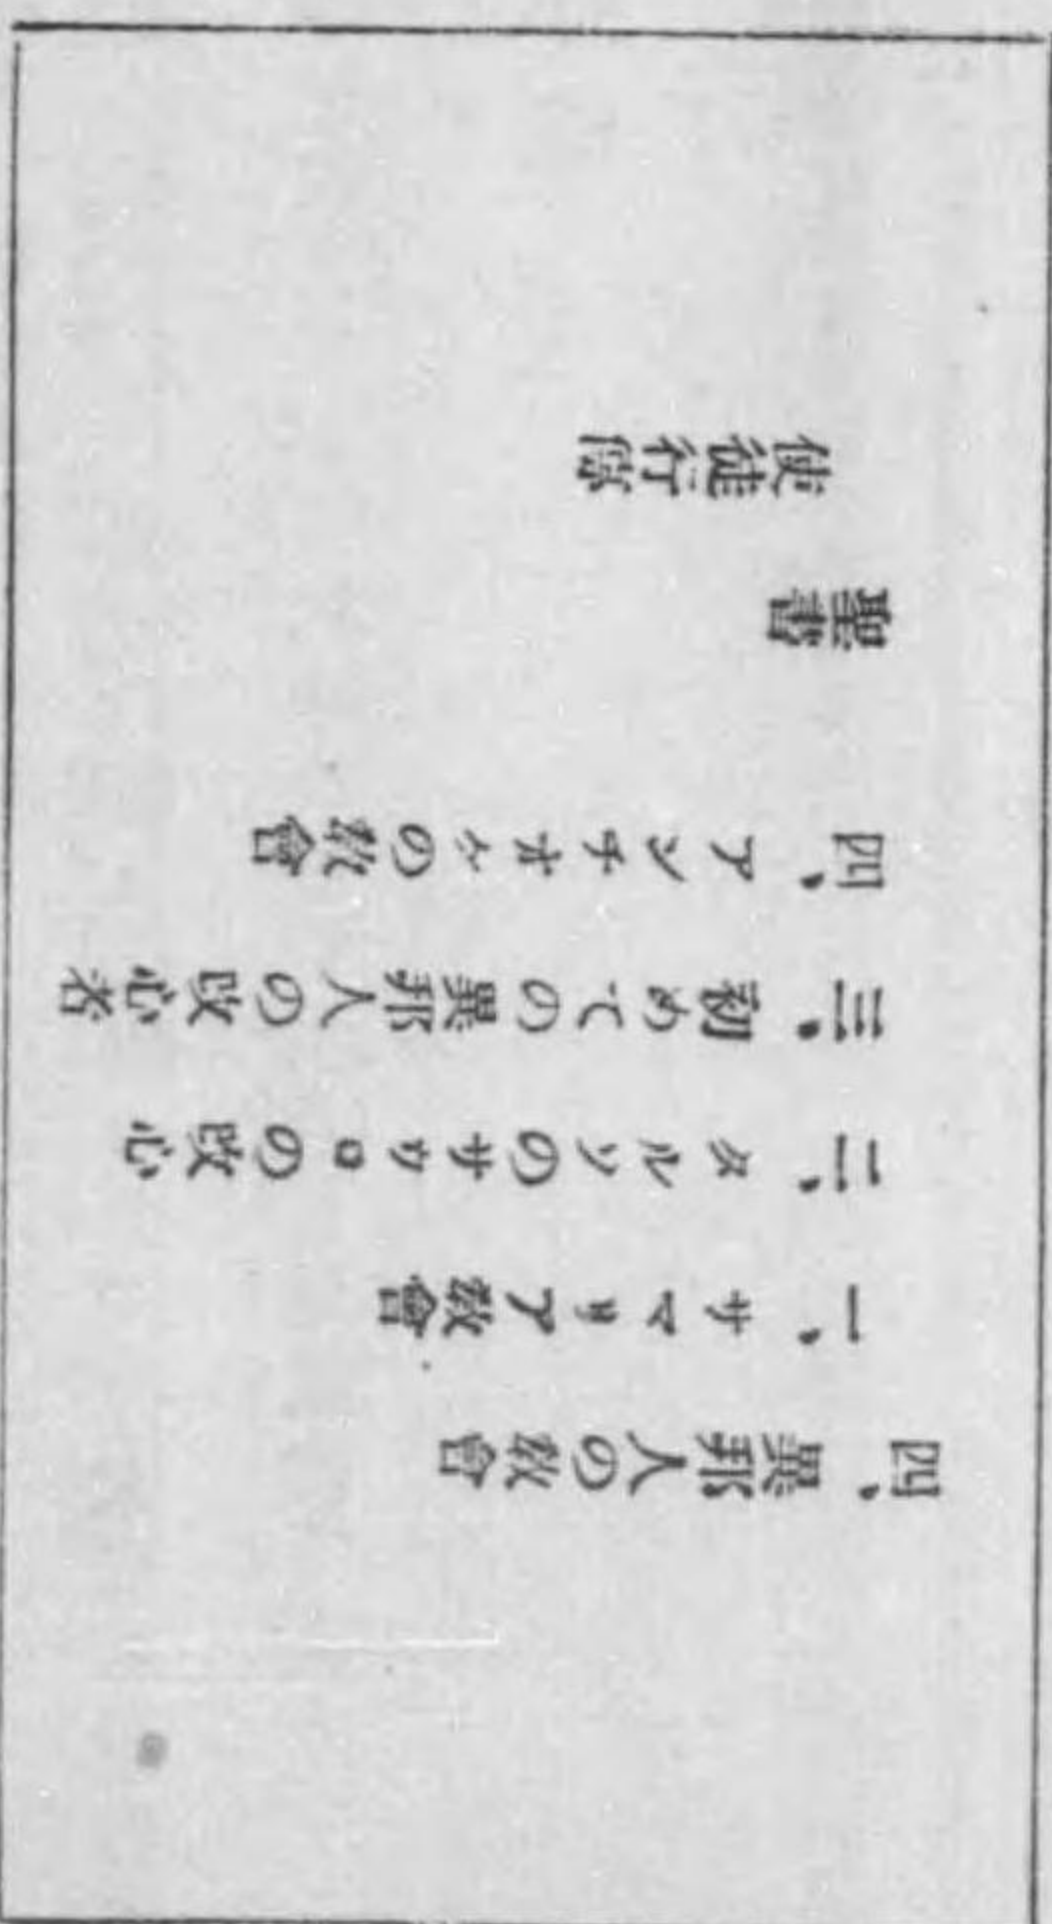 四、異邦人の教會
一、サマリア教會
二、タルソのサウロの改心
三、初めての異邦人の改心者
四、アンチオケの教會
聖書
使徒行傳